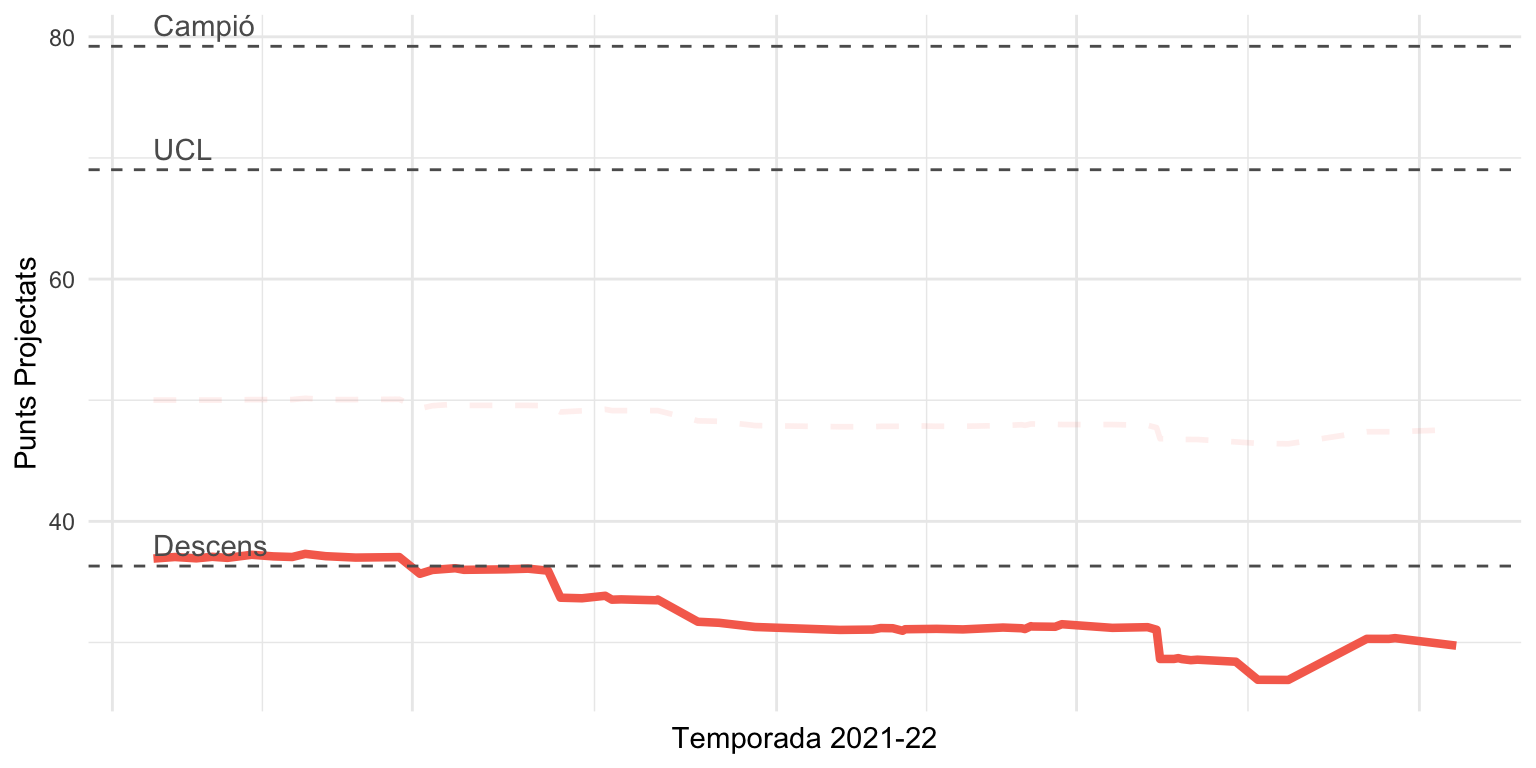 Campió
80
UCL
60
Punts Projectats
40
Descens
Temporada 2021-22